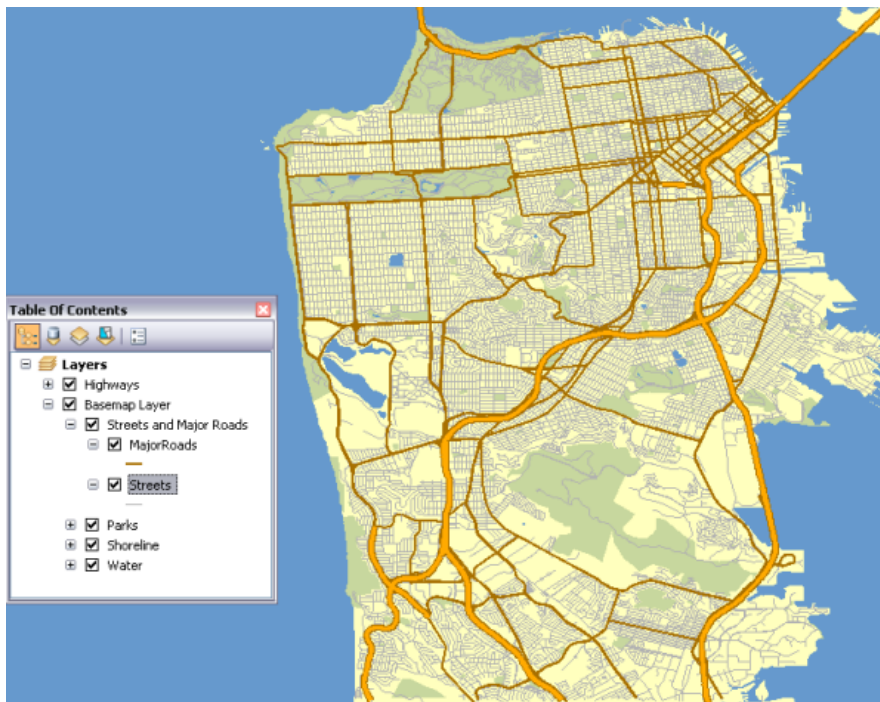 Table Of Contents
Layers
Highways
Basemap Layer
Streets and Major Roads
MajorRoads
Streets
Parks
Shoreline
Water